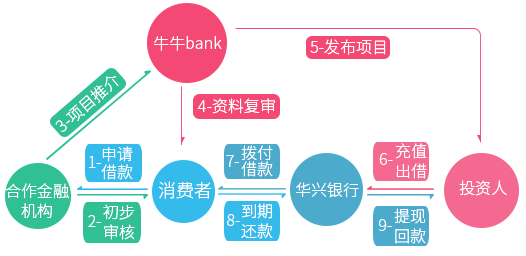 牛牛bank
5-发布项目
3-项目推介
4-资料复审
1-申请
借款
7-拨付
借款
6-充值
出借
合作金融
机构
消费者
华兴银行
投资人
2-初步
审核
8-到期
还款
9-提现
回款